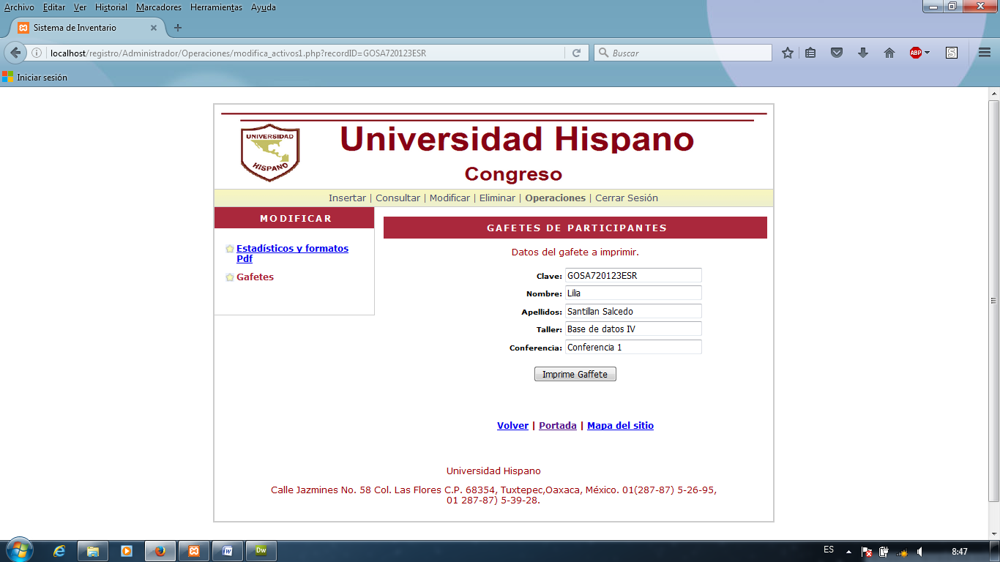 Archivo Editar Ver Historial Marcadores Herramientas Ayuda
Sistema de Inventario
localhost/registro/Administrador/Operaciones/modifica_activos1.php?recordID=GOSA720123ESR
Buscar
ABP
S
Iniciar sesión
UNIVERSIDAD
HISPANO
Universidad Hispano
Congreso
Insertar | Consultar | Modificar | Eliminar | Operaciones | Cerrar Sesión
MODIFICAR
Estadísticos y formatos
Pdf
Gafetes
GAFETES DE PARTICIPANTES
Datos del gafete a imprimir.
Clave: GOSA720123ESR
Nombre: Lilia
Apellidos: Santillan Salcedo
Taller: Base de datos IV
Conferencia: Conferencia 1
Imprime Gaffete
Volver | Portada | Mapa del sitio
Universidad Hispano
Calle Jazmines No. 58 Col. Las Flores C.P. 68354, Tuxtepec,Oaxaca, México. 01(287-87) 5-26-95,
01 287-87) 5-39-28.
W
Dw
ES
8:47